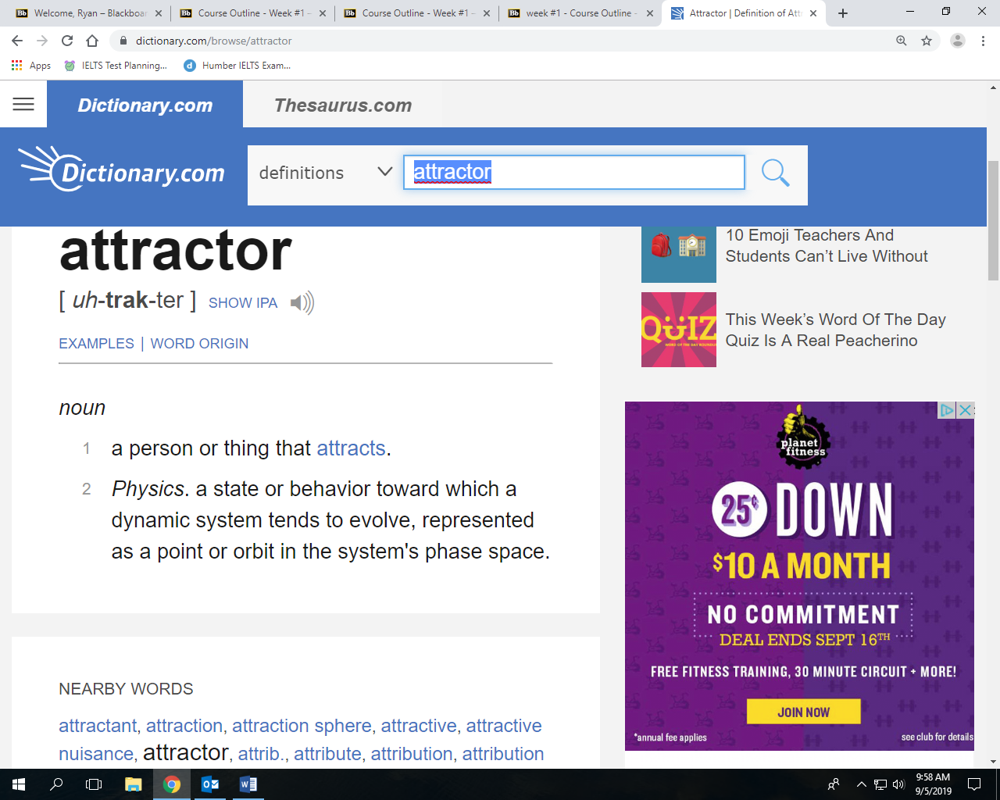 Welcome, Ryan – Blackboar
Course Outline - Week #1 –
Course Outline - Week #1 –
week #1 - Course Outline -
Attractor | Definition of Att
dictionary.com/browse/attractor
Apps
IELTS Test Planning...
Humber IELTS Exam...
Dictionary.com
Thesaurus.com
Dictionary.com
definitions
attractor
attractor
[ uh-trak-ter ]
SHOW IPA
EXAMPLES | WORD ORIGIN
noun
1 a person or thing that attracts.
2 Physics. a state or behavior toward which a
dynamic system tends to evolve, represented
as a point or orbit in the system's phase space.
NEARBY WORDS
attractant, attraction, attraction sphere, attractive, attractive
nuisance, attractor, attrib., attribute, attribution, attribution
10 Emoji Teachers And
Students Can’t Live Without
QUIZ
WORD OF THE DAY ROUNDUP
This Week’s Word Of The Day
Quiz Is A Real Peacherino
planet
fitness
25¢ DOWN
$10 A MONTH
NO COMMITMENT
DEAL ENDS SEPT 16TH
FREE FITNESS TRAINING, 30 MINUTE CIRCUIT + MORE!
JOIN NOW
*annual fee applies
see club for details
9:58 AM
9/5/2019